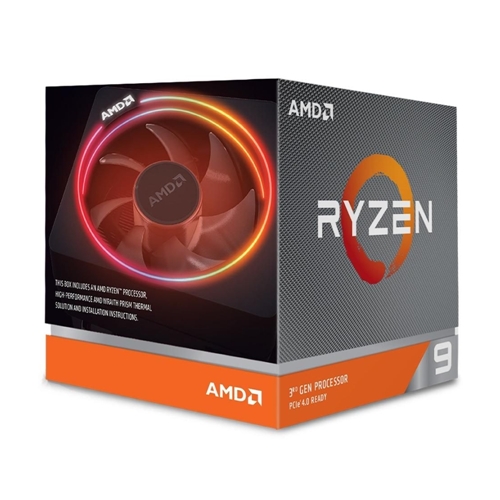 AMD
AMD
THIS BOX INCLUDES AN AMD RYZEN™ PROCESSOR,
HIGH-PERFORMANCE AMD WRAITH PRISM THERMAL
SOLUTION AND INSTALLATION INSTRUCTIONS.
AMD
AMD
RYZEN
9
3RD GEN PROCESSOR
PCIe® 4.0 READY